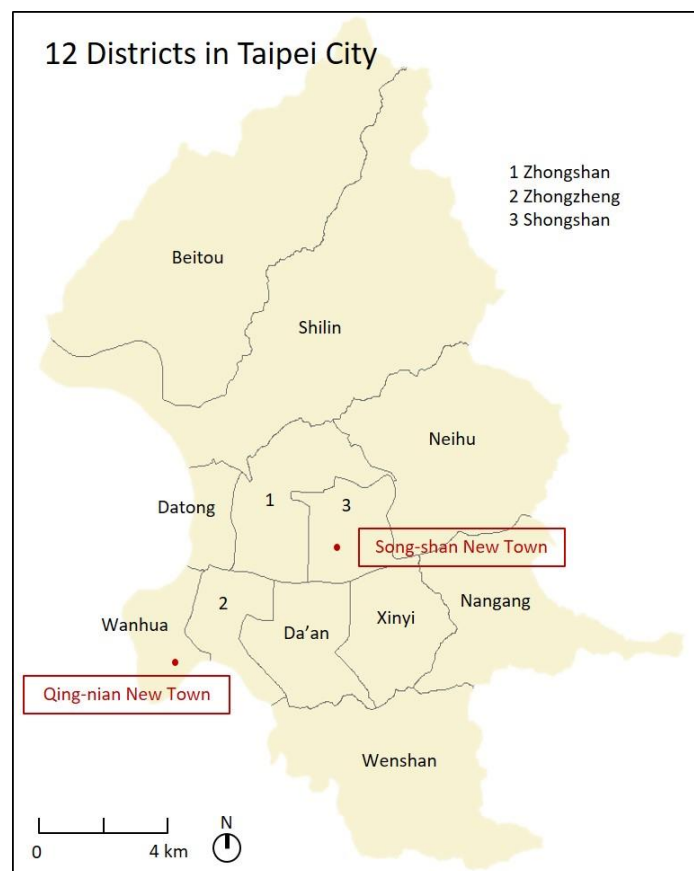 12 Districts in Taipei City
1 Zhongshan
2 Zhongzheng
3 Shongshan
Beitou
Shilin
Neihu
Datong
1
3
Song-shan New Town
2
Wanhua
Da’an
Xinyi
Nangang
Qing-nian New Town
Wenshan
N
0
4 km